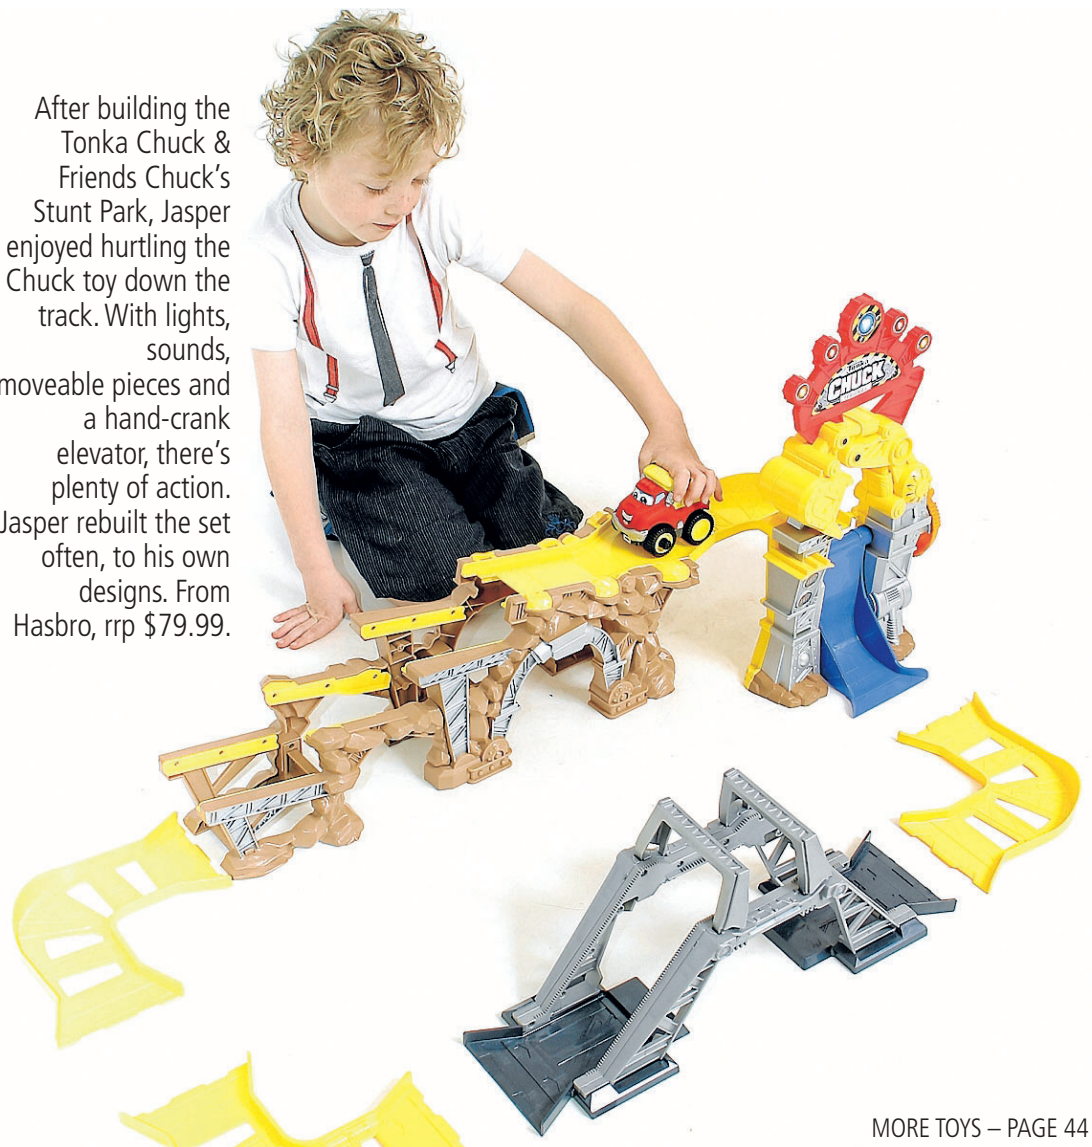 After building the
Tonka Chuck &
Friends Chuck's
Stunt Park, Jasper
enjoyed hurtling the
Chuck toy down the
track. With lights,
sounds,
moveable pieces and
a hand-crank
elevator, there's
plenty of action.
Jasper rebuilt the set
often, to his own
designs. From
Hasbro, rrp $79.99.
CHUCK
MORE TOYS – PAGE 44